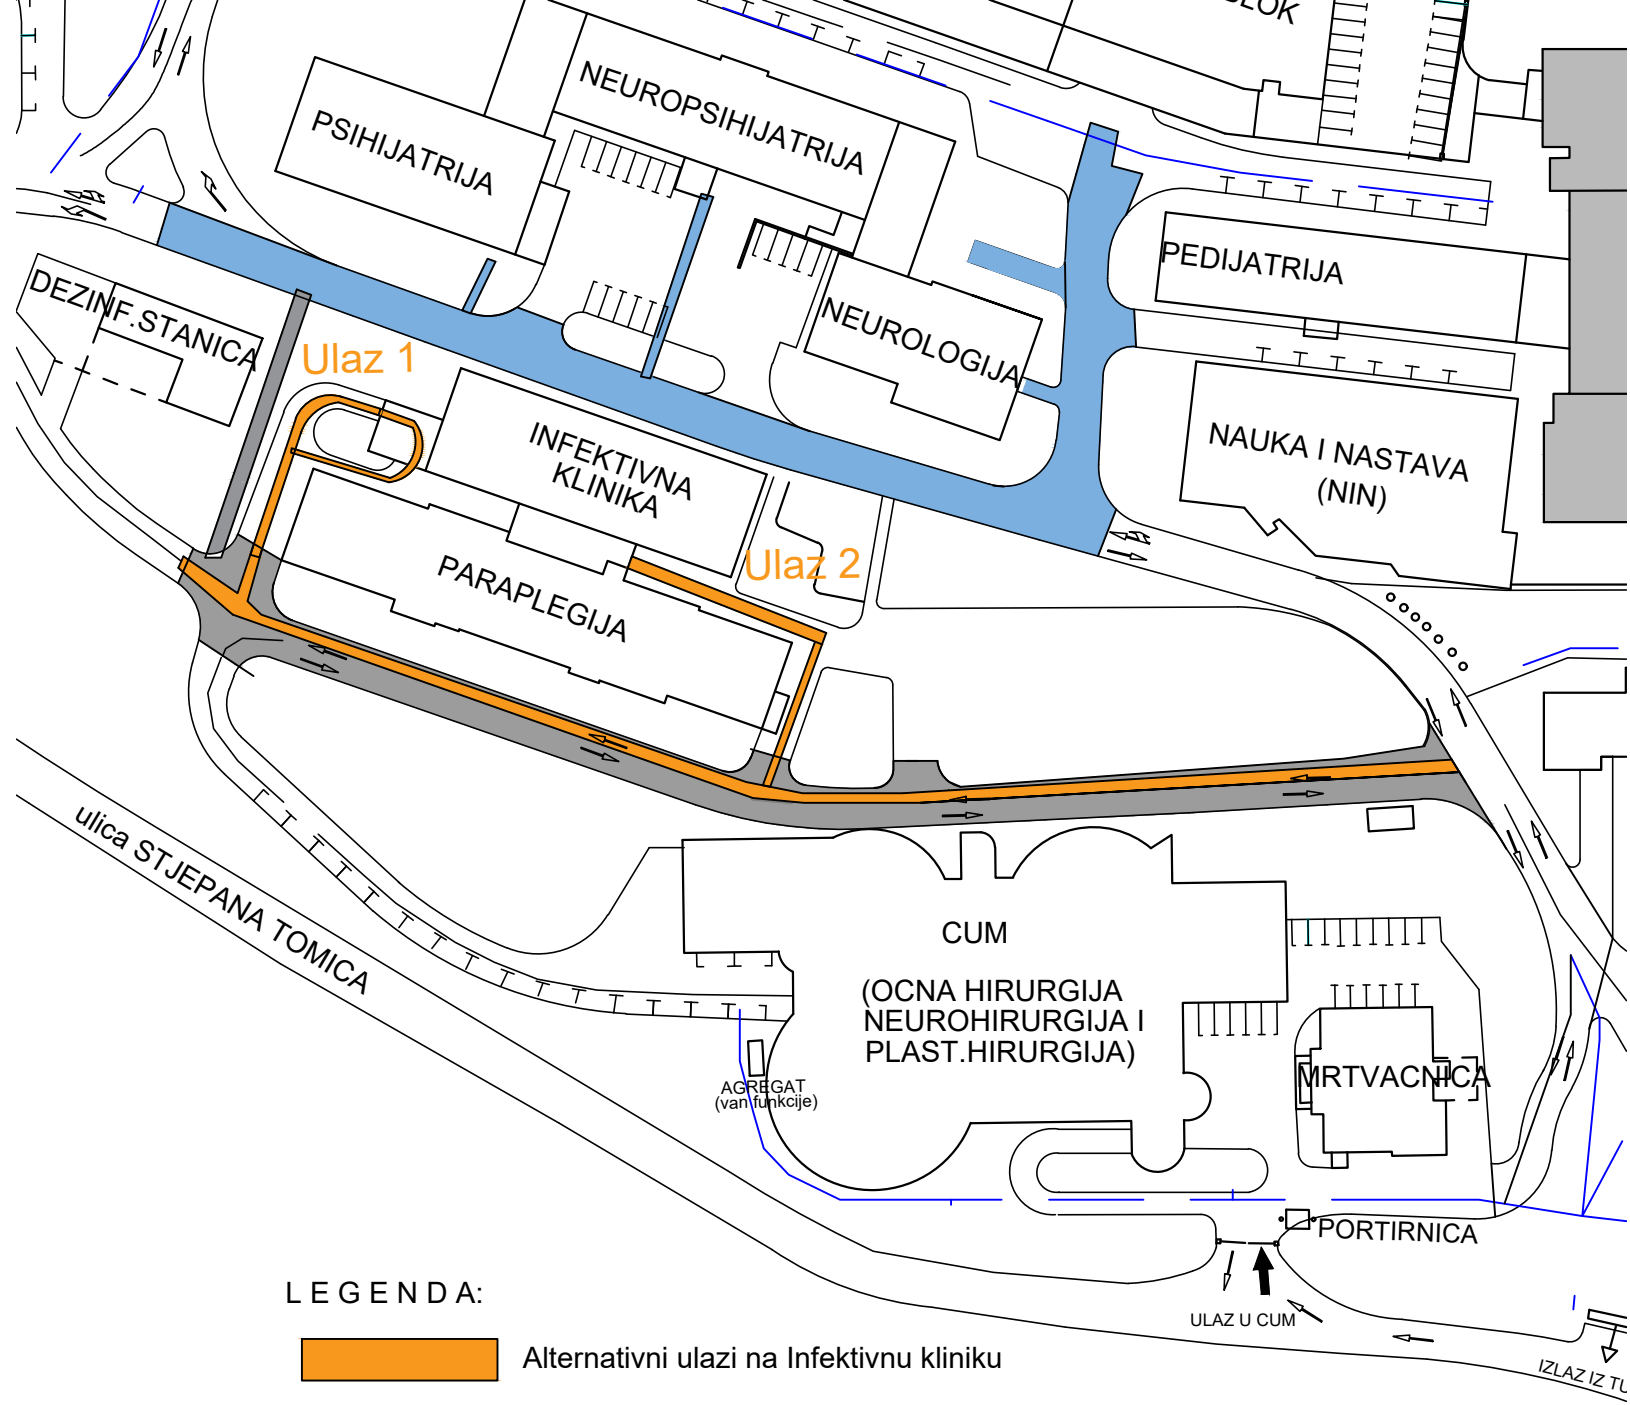 LOK
NEUROPSIHIJATRIJA
PSIHIJATRIJA
PEDIJATRIJA
DEZINF.STANICA
NEUROLOGIJA
Ulaz 1
INFEKTIVNA
KLINIKA
NAUKA I NASTAVA
(NIN)
Ulaz 2
PARAPLEGIJA
ulica STJEPANA TOMICA
CUM
(OCNA HIRURGIJA
NEUROHIRURGIJA I
PLAST.HIRURGIJA)
MRTVACNICA
AGREGAT
(van funkcije)
PORTIRNICA
ULAZ U CUM
IZLAZ IZ TU
L E G E N D A:
Alternativni ulazi na Infektivnu kliniku